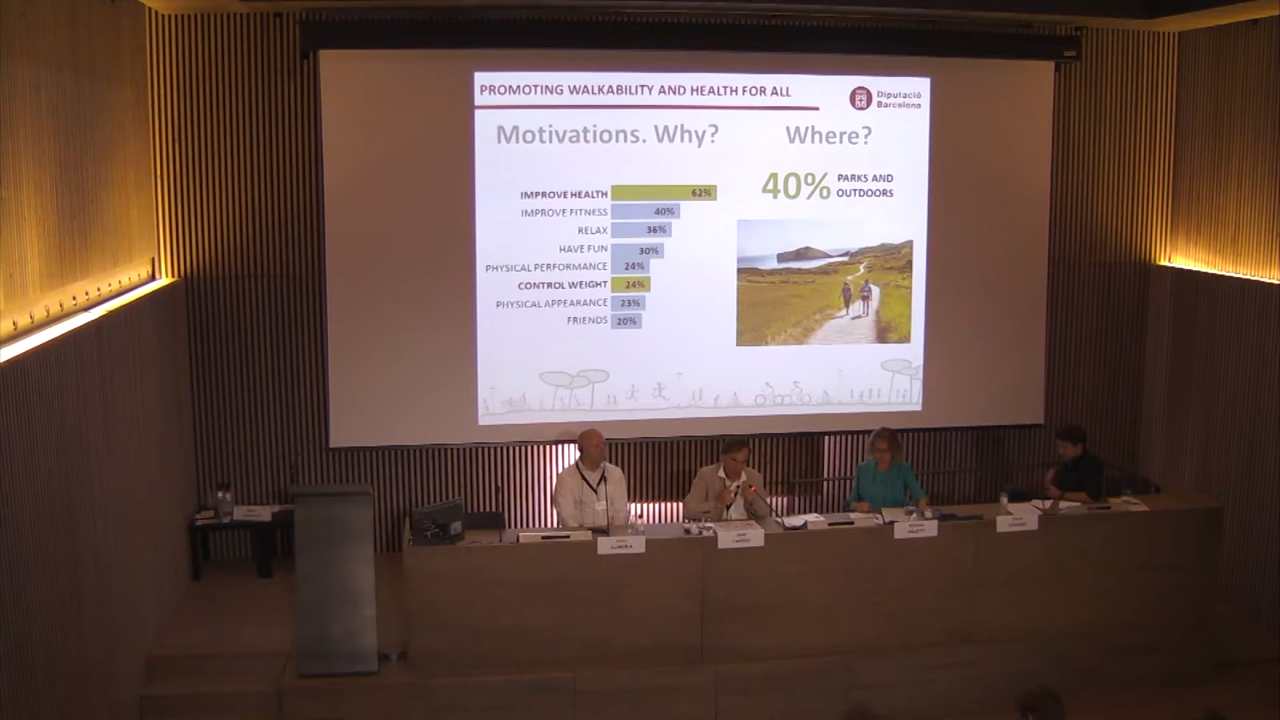 PROMOTING WALKABILITY AND HEALTH FOR ALL
Diputació
Barcelona
Motivations. Why?
IMPROVE HEALTH 62%
IMPROVE FITNESS 40%
RELAX 36%
HAVE FUN 30%
PHYSICAL PERFORMANCE 24%
CONTROL WEIGHT 24%
PHYSICAL APPEARANCE 23%
FRIENDS 20%
Where?
40% PARKS AND
OUTDOORS